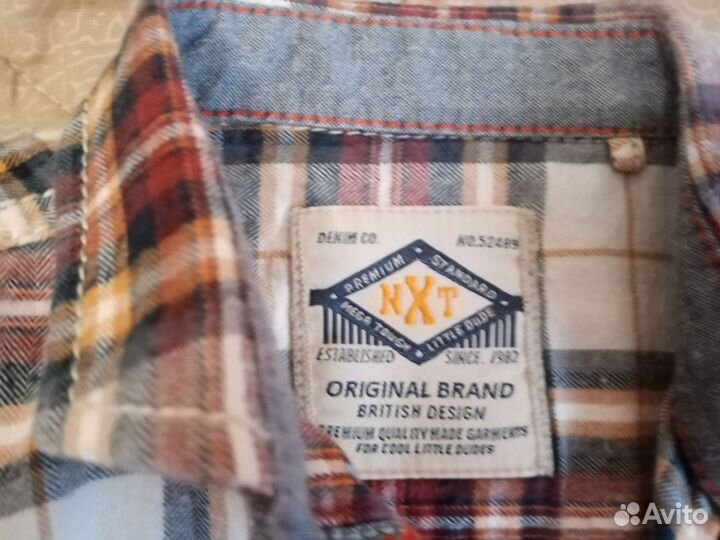 DENIM CO. NO.52489
PREMIUM STANDARD
NXT
MEGA TOUGH LITTLE DUDE
ESTABLISHED SINCE. 1982
ORIGINAL BRAND
BRITISH DESIGN
PREMIUM QUALITY MADE GARMENTS
FOR COOL LITTLE DUDES
Avito